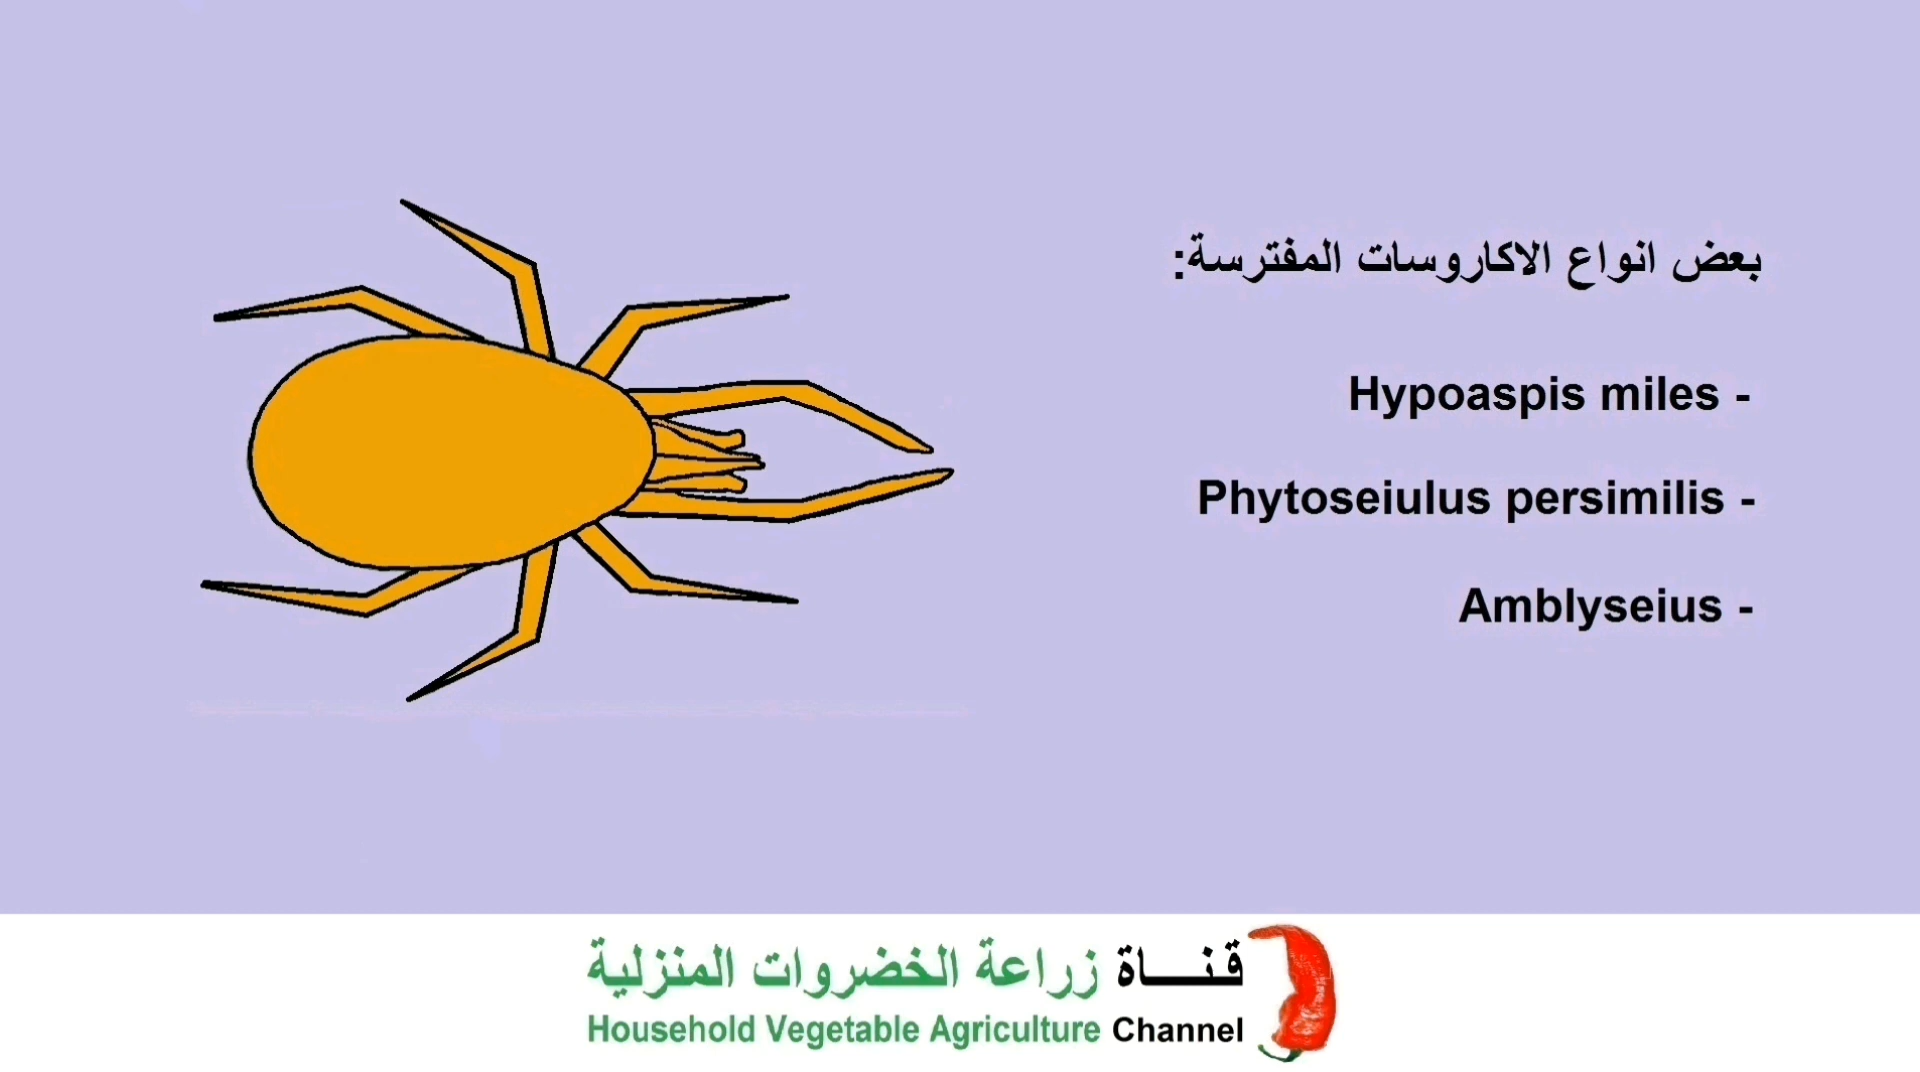 بعض انواع الاكاروسات المفترسة:
Hypoaspis miles -
Phytoseiulus persimilis -
Amblyseius -
قنـــاة زراعة الخضروات المنزلية
Household Vegetable Agriculture Channel